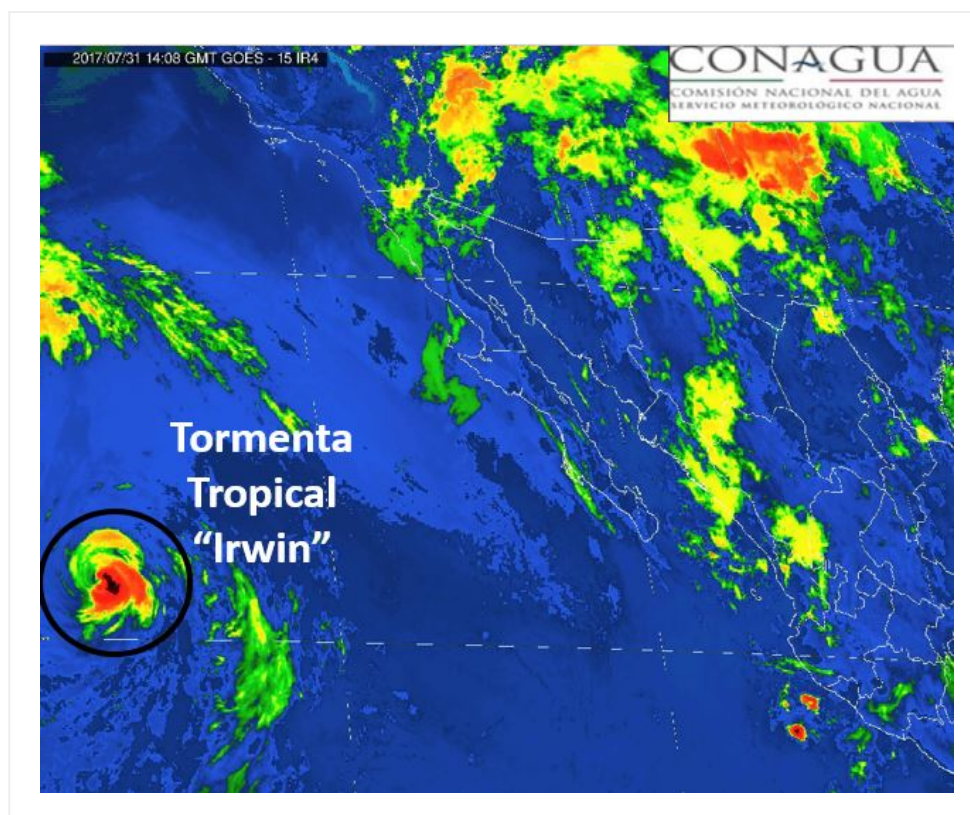 2017/07/31 14:08 GMT GOES - 15 IR4
CONAGUA
COMISIÓN NACIONAL DEL AGUA
SERVICIO METEOROLÓGICO NACIONAL
Tormenta
Tropical
“Irwin”